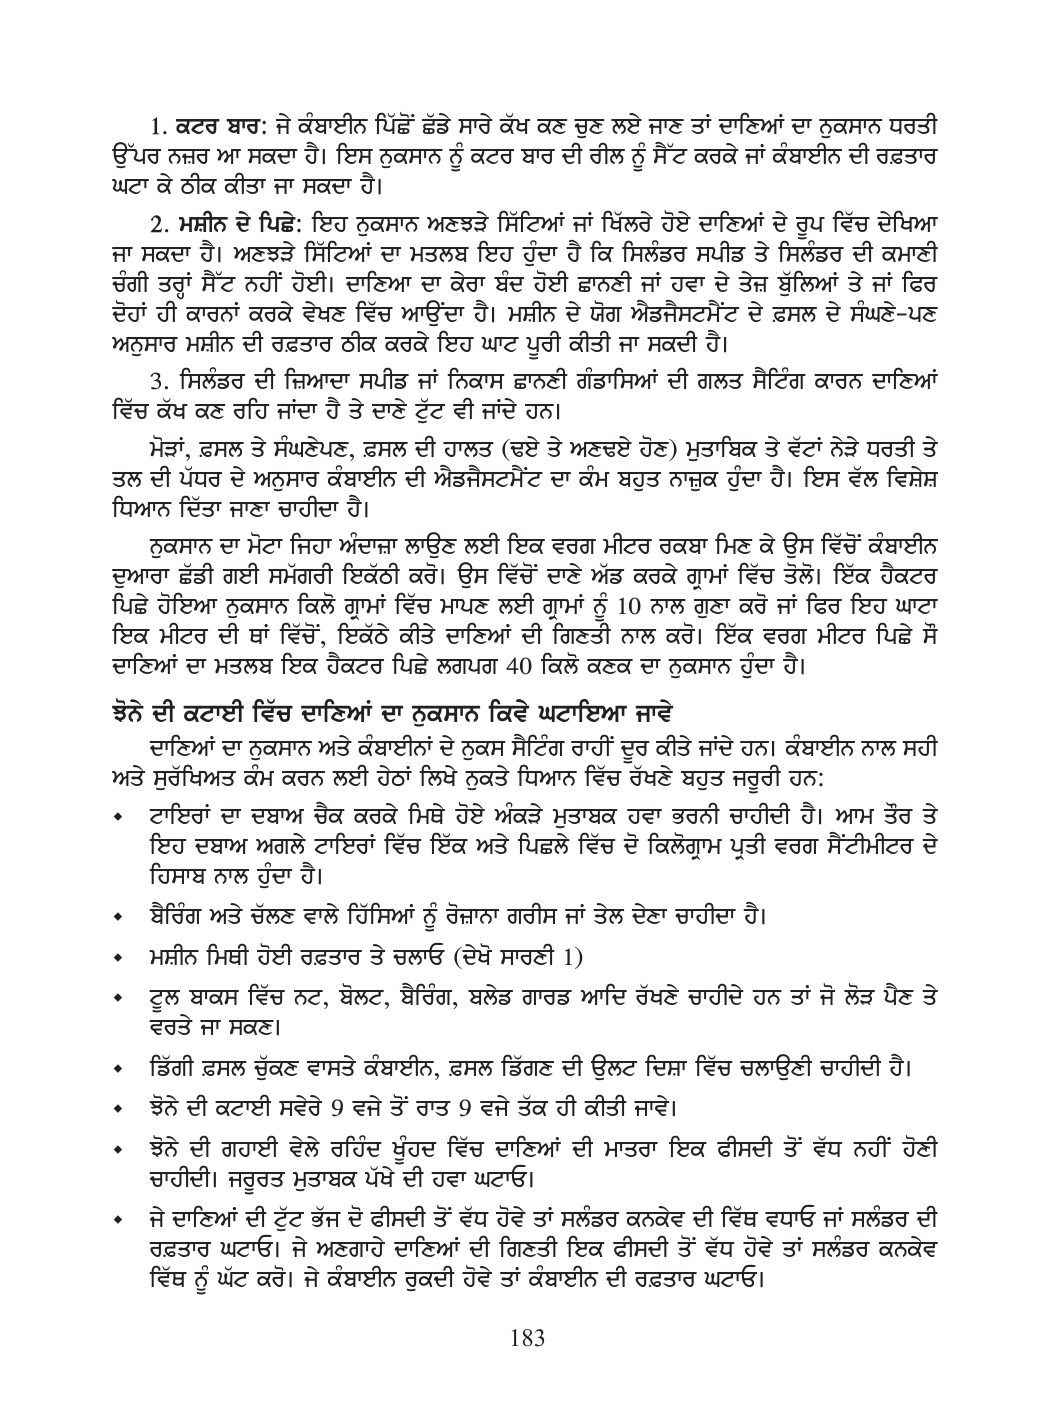 1. ਕਟਰ ਬਾਰ: ਜੇ ਕੰਬਾਈਨ ਪਿੱਛੋਂ ਛੱਡੇ ਸਾਰੇ ਕੱਖ ਕਣ ਚੁਣ ਲਏ ਜਾਣ ਤਾਂ ਦਾਣਿਆਂ ਦਾ ਨੁਕਸਾਨ ਧਰਤੀ
ਉੱਪਰ ਨਜ਼ਰ ਆ ਸਕਦਾ ਹੈ। ਇਸ ਨੁਕਸਾਨ ਨੂੰ ਕਟਰ ਬਾਰ ਦੀ ਰੀਲ ਨੂੰ ਸੈੱਟ ਕਰਕੇ ਜਾਂ ਕੰਬਾਈਨ ਦੀ ਰਫ਼ਤਾਰ
ਘਟਾ ਕੇ ਠੀਕ ਕੀਤਾ ਜਾ ਸਕਦਾ ਹੈ।
2. ਮਸ਼ੀਨ ਦੇ ਪਿਛੇ: ਇਹ ਨੁਕਸਾਨ ਅਣਝੜੇ ਸਿੱਟਿਆਂ ਜਾਂ ਖਿੱਲਰੇ ਹੋਏ ਦਾਣਿਆਂ ਦੇ ਰੂਪ ਵਿੱਚ ਦੇਖਿਆ
ਜਾ ਸਕਦਾ ਹੈ। ਅਣਝੜੇ ਸਿੱਟਿਆਂ ਦਾ ਮਤਲਬ ਇਹ ਹੁੰਦਾ ਹੈ ਕਿ ਸਿਲੰਡਰ ਸਪੀਡ ਤੇ ਸਿਲੰਡਰ ਦੀ ਕਮਾਣੀ
ਚੰਗੀ ਤਰ੍ਹਾਂ ਸੈੱਟ ਨਹੀਂ ਹੋਈ। ਦਾਣਿਆ ਦਾ ਕੇਰਾ ਬੰਦ ਹੋਈ ਛਾਨਣੀ ਜਾਂ ਹਵਾ ਦੇ ਤੇਜ਼ ਬੁੱਲਿਆਂ ਤੇ ਜਾਂ ਫਿਰ
ਦੋਹਾਂ ਹੀ ਕਾਰਨਾਂ ਕਰਕੇ ਵੇਖਣ ਵਿੱਚ ਆਉਂਦਾ ਹੈ। ਮਸ਼ੀਨ ਦੇ ਯੋਗ ਐਡਜੈਸਟਮੈਂਟ ਦੇ ਫ਼ਸਲ ਦੇ ਸੰਘਣੇ-ਪਣ
ਅਨੁਸਾਰ ਮਸ਼ੀਨ ਦੀ ਰਫ਼ਤਾਰ ਠੀਕ ਕਰਕੇ ਇਹ ਘਾਟ ਪੂਰੀ ਕੀਤੀ ਜਾ ਸਕਦੀ ਹੈ।
3. ਸਿਲੰਡਰ ਦੀ ਜ਼ਿਆਦਾ ਸਪੀਡ ਜਾਂ ਨਿਕਾਸ ਛਾਨਣੀ ਗੰਡਾਸਿਆਂ ਦੀ ਗਲਤ ਸੈਟਿੰਗ ਕਾਰਨ ਦਾਣਿਆਂ
ਵਿੱਚ ਕੱਖ ਕਣ ਰਹਿ ਜਾਂਦਾ ਹੈ ਤੇ ਦਾਣੇ ਟੁੱਟ ਵੀ ਜਾਂਦੇ ਹਨ।
ਮੋੜਾਂ, ਫ਼ਸਲ ਤੇ ਸੰਘਣੇਪਣ, ਫ਼ਸਲ ਦੀ ਹਾਲਤ (ਢਏ ਤੇ ਅਣਢਏ ਹੋਣ) ਮੁਤਾਬਿਕ ਤੇ ਵੱਟਾਂ ਨੇੜੇ ਧਰਤੀ ਤੇ
ਤਲ ਦੀ ਪੱਧਰ ਦੇ ਅਨੁਸਾਰ ਕੰਬਾਈਨ ਦੀ ਐਡਜੈਸਟਮੈਂਟ ਦਾ ਕੰਮ ਬਹੁਤ ਨਾਜ਼ੁਕ ਹੁੰਦਾ ਹੈ। ਇਸ ਵੱਲ ਵਿਸ਼ੇਸ਼
ਧਿਆਨ ਦਿੱਤਾ ਜਾਣਾ ਚਾਹੀਦਾ ਹੈ।
ਨੁਕਸਾਨ ਦਾ ਮੋਟਾ ਜਿਹਾ ਅੰਦਾਜ਼ਾ ਲਾਉਣ ਲਈ ਇਕ ਵਰਗ ਮੀਟਰ ਰਕਬਾ ਮਿਣ ਕੇ ਉਸ ਵਿੱਚੋਂ ਕੰਬਾਈਨ
ਦੁਆਰਾ ਛੱਡੀ ਗਈ ਸਮੱਗਰੀ ਇਕੱਠੀ ਕਰੋ। ਉਸ ਵਿੱਚੋਂ ਦਾਣੇ ਅੱਡ ਕਰਕੇ ਗ੍ਰਾਮਾਂ ਵਿੱਚ ਤੋਲੋ। ਇੱਕ ਹੈਕਟਰ
ਪਿਛੇ ਹੋਇਆ ਨੁਕਸਾਨ ਕਿਲੋ ਗ੍ਰਾਮਾਂ ਵਿੱਚ ਮਾਪਣ ਲਈ ਗ੍ਰਾਮਾਂ ਨੂੰ 10 ਨਾਲ ਗੁਣਾ ਕਰੋ ਜਾਂ ਫਿਰ ਇਹ ਘਾਟਾ
ਇਕ ਮੀਟਰ ਦੀ ਥਾਂ ਵਿੱਚੋਂ, ਇਕੱਠੇ ਕੀਤੇ ਦਾਣਿਆਂ ਦੀ ਗਿਣਤੀ ਨਾਲ ਕਰੋ। ਇੱਕ ਵਰਗ ਮੀਟਰ ਪਿਛੇ ਸੌ
ਦਾਣਿਆਂ ਦਾ ਮਤਲਬ ਇਕ ਹੈਕਟਰ ਪਿਛੇ ਲਗਪਗ 40 ਕਿਲੋ ਕਣਕ ਦਾ ਨੁਕਸਾਨ ਹੁੰਦਾ ਹੈ।
ਝੋਨੇ ਦੀ ਕਟਾਈ ਵਿੱਚ ਦਾਣਿਆਂ ਦਾ ਨੁਕਸਾਨ ਕਿਵੇ ਘਟਾਇਆ ਜਾਵੇ
ਦਾਣਿਆਂ ਦਾ ਨੁਕਸਾਨ ਅਤੇ ਕੰਬਾਈਨਾਂ ਦੇ ਨੁਕਸ ਸੈਟਿੰਗ ਰਾਹੀਂ ਦੂਰ ਕੀਤੇ ਜਾਂਦੇ ਹਨ। ਕੰਬਾਈਨ ਨਾਲ ਸਹੀ
ਅਤੇ ਸੁਰੱਖਿਅਤ ਕੰਮ ਕਰਨ ਲਈ ਹੇਠਾਂ ਲਿਖੇ ਨੁਕਤੇ ਧਿਆਨ ਵਿੱਚ ਰੱਖਣੇ ਬਹੁਤ ਜਰੂਰੀ ਹਨ:
⬥ ਟਾਇਰਾਂ ਦਾ ਦਬਾਅ ਚੈਕ ਕਰਕੇ ਮਿਥੇ ਹੋਏ ਅੰਕੜੇ ਮੁਤਾਬਕ ਹਵਾ ਭਰਨੀ ਚਾਹੀਦੀ ਹੈ। ਆਮ ਤੌਰ ਤੇ
ਇਹ ਦਬਾਅ ਅਗਲੇ ਟਾਇਰਾਂ ਵਿੱਚ ਇੱਕ ਅਤੇ ਪਿਛਲੇ ਵਿੱਚ ਦੋ ਕਿਲੋਗ੍ਰਾਮ ਪ੍ਰਤੀ ਵਰਗ ਸੈਂਟੀਮੀਟਰ ਦੇ
ਹਿਸਾਬ ਨਾਲ ਹੁੰਦਾ ਹੈ।
⬥ ਬੈਰਿੰਗ ਅਤੇ ਚੱਲਣ ਵਾਲੇ ਹਿੱਸਿਆਂ ਨੂੰ ਰੋਜ਼ਾਨਾ ਗਰੀਸ ਜਾਂ ਤੇਲ ਦੇਣਾ ਚਾਹੀਦਾ ਹੈ।
⬥ ਮਸ਼ੀਨ ਮਿਥੀ ਹੋਈ ਰਫ਼ਤਾਰ ਤੇ ਚਲਾਓ (ਦੇਖੋ ਸਾਰਣੀ 1)
⬥ ਟੂਲ ਬਾਕਸ ਵਿੱਚ ਨਟ, ਬੋਲਟ, ਬੈਰਿੰਗ, ਬਲੇਡ ਗਾਰਡ ਆਦਿ ਰੱਖਣੇ ਚਾਹੀਦੇ ਹਨ ਤਾਂ ਜੋ ਲੋੜ ਪੈਣ ਤੇ
ਵਰਤੇ ਜਾ ਸਕਣ।
⬥ ਡਿੱਗੀ ਫ਼ਸਲ ਚੁੱਕਣ ਵਾਸਤੇ ਕੰਬਾਈਨ, ਫ਼ਸਲ ਡਿੱਗਣ ਦੀ ਉਲਟ ਦਿਸ਼ਾ ਵਿੱਚ ਚਲਾਉਣੀ ਚਾਹੀਦੀ ਹੈ।
⬥ ਝੋਨੇ ਦੀ ਕਟਾਈ ਸਵੇਰੇ 9 ਵਜੇ ਤੋਂ ਰਾਤ 9 ਵਜੇ ਤੱਕ ਹੀ ਕੀਤੀ ਜਾਵੇ।
⬥ ਝੋਨੇ ਦੀ ਗਹਾਈ ਵੇਲੇ ਰਹਿੰਦ ਖੂੰਹਦ ਵਿੱਚ ਦਾਣਿਆਂ ਦੀ ਮਾਤਰਾ ਇਕ ਫੀਸਦੀ ਤੋਂ ਵੱਧ ਨਹੀਂ ਹੋਣੀ
ਚਾਹੀਦੀ। ਜਰੂਰਤ ਮੁਤਾਬਕ ਪੱਖੇ ਦੀ ਹਵਾ ਘਟਾਓ।
⬥ ਜੇ ਦਾਣਿਆਂ ਦੀ ਟੁੱਟ ਭੱਜ ਦੋ ਫੀਸਦੀ ਤੋਂ ਵੱਧ ਹੋਵੇ ਤਾਂ ਸਲੰਡਰ ਕਨਕੇਵ ਦੀ ਵਿੱਥ ਵਧਾਓ ਜਾਂ ਸਲੰਡਰ ਦੀ
ਰਫ਼ਤਾਰ ਘਟਾਓ। ਜੇ ਅਣਗਾਹੇ ਦਾਣਿਆਂ ਦੀ ਗਿਣਤੀ ਇਕ ਫੀਸਦੀ ਤੋਂ ਵੱਧ ਹੋਵੇ ਤਾਂ ਸਲੰਡਰ ਕਨਕੇਵ
ਵਿੱਥ ਨੂੰ ਘੱਟ ਕਰੋ। ਜੇ ਕੰਬਾਈਨ ਰੁਕਦੀ ਹੋਵੇ ਤਾਂ ਕੰਬਾਈਨ ਦੀ ਰਫ਼ਤਾਰ ਘਟਾਓ।
183